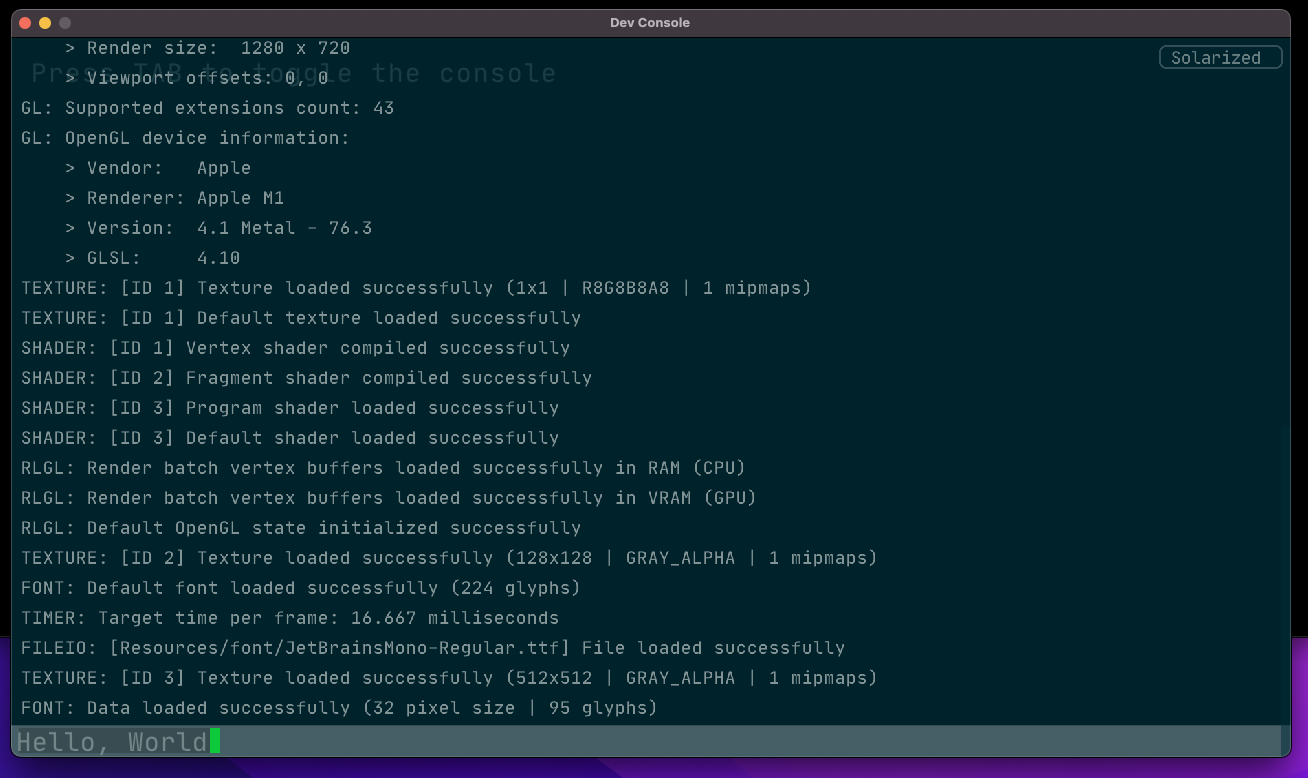 Dev Console
> Render size:  1280 x 720
Solarized
Press TAB to toggle the console
> Viewport offsets: 0, 0
GL: Supported extensions count: 43
GL: OpenGL device information:
> Vendor:   Apple
> Renderer: Apple M1
> Version:  4.1 Metal - 76.3
> GLSL:     4.10
TEXTURE: [ID 1] Texture loaded successfully (1x1 | R8G8B8A8 | 1 mipmaps)
TEXTURE: [ID 1] Default texture loaded successfully
SHADER: [ID 1] Vertex shader compiled successfully
SHADER: [ID 2] Fragment shader compiled successfully
SHADER: [ID 3] Program shader loaded successfully
SHADER: [ID 3] Default shader loaded successfully
RLGL: Render batch vertex buffers loaded successfully in RAM (CPU)
RLGL: Render batch vertex buffers loaded successfully in VRAM (GPU)
RLGL: Default OpenGL state initialized successfully
TEXTURE: [ID 2] Texture loaded successfully (128x128 | GRAY_ALPHA | 1 mipmaps)
FONT: Default font loaded successfully (224 glyphs)
TIMER: Target time per frame: 16.667 milliseconds
FILEIO: [Resources/font/JetBrainsMono-Regular.ttf] File loaded successfully
TEXTURE: [ID 3] Texture loaded successfully (512x512 | GRAY_ALPHA | 1 mipmaps)
FONT: Data loaded successfully (32 pixel size | 95 glyphs)
Hello, World